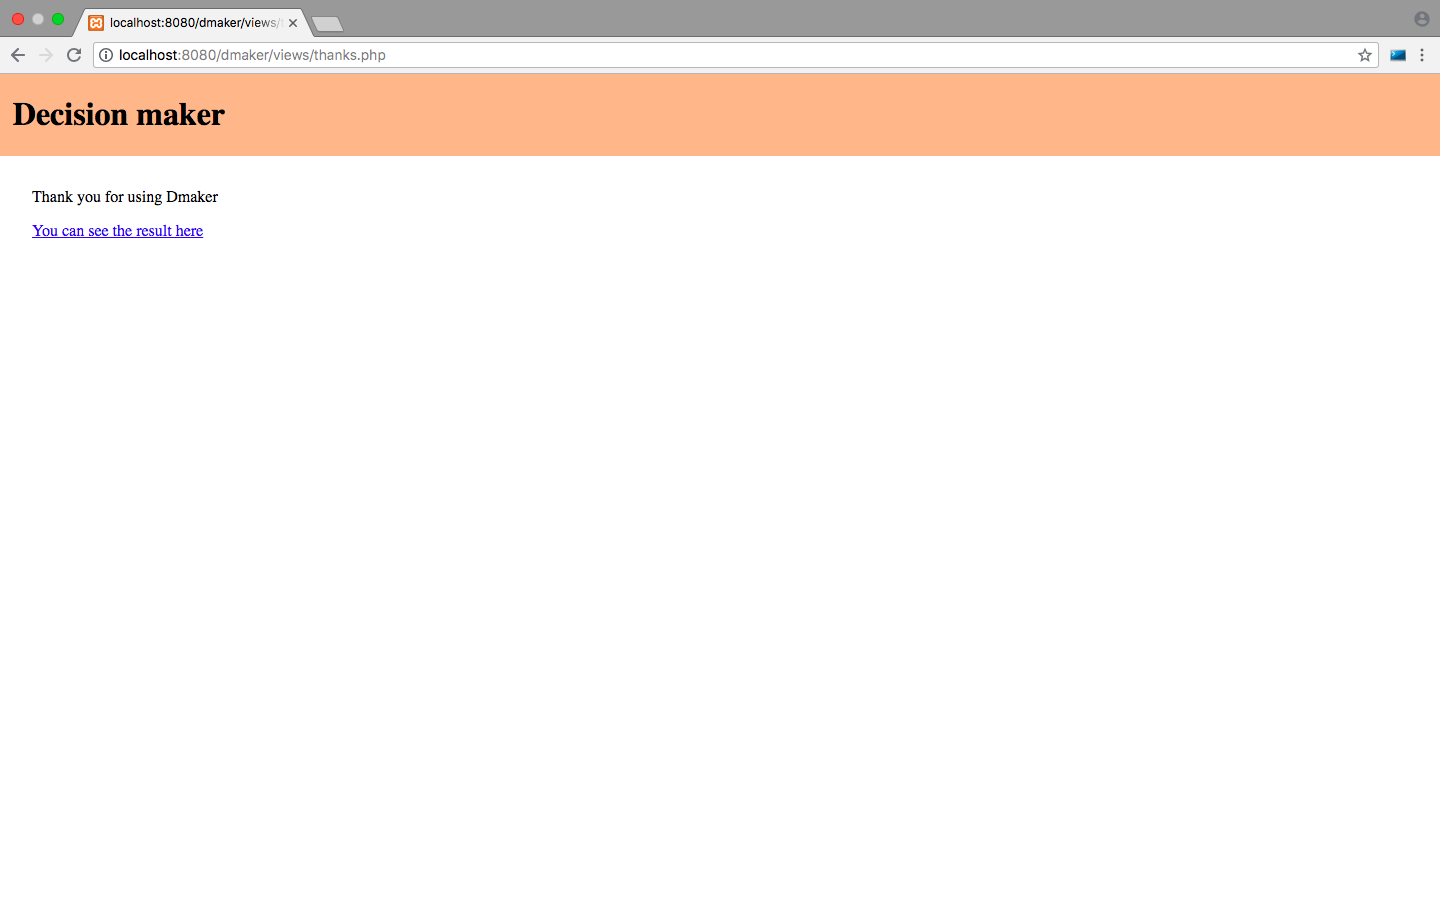 localhost:8080/dmaker/views/
localhost:8080/dmaker/views/thanks.php
Decision maker
Thank you for using Dmaker
You can see the result here